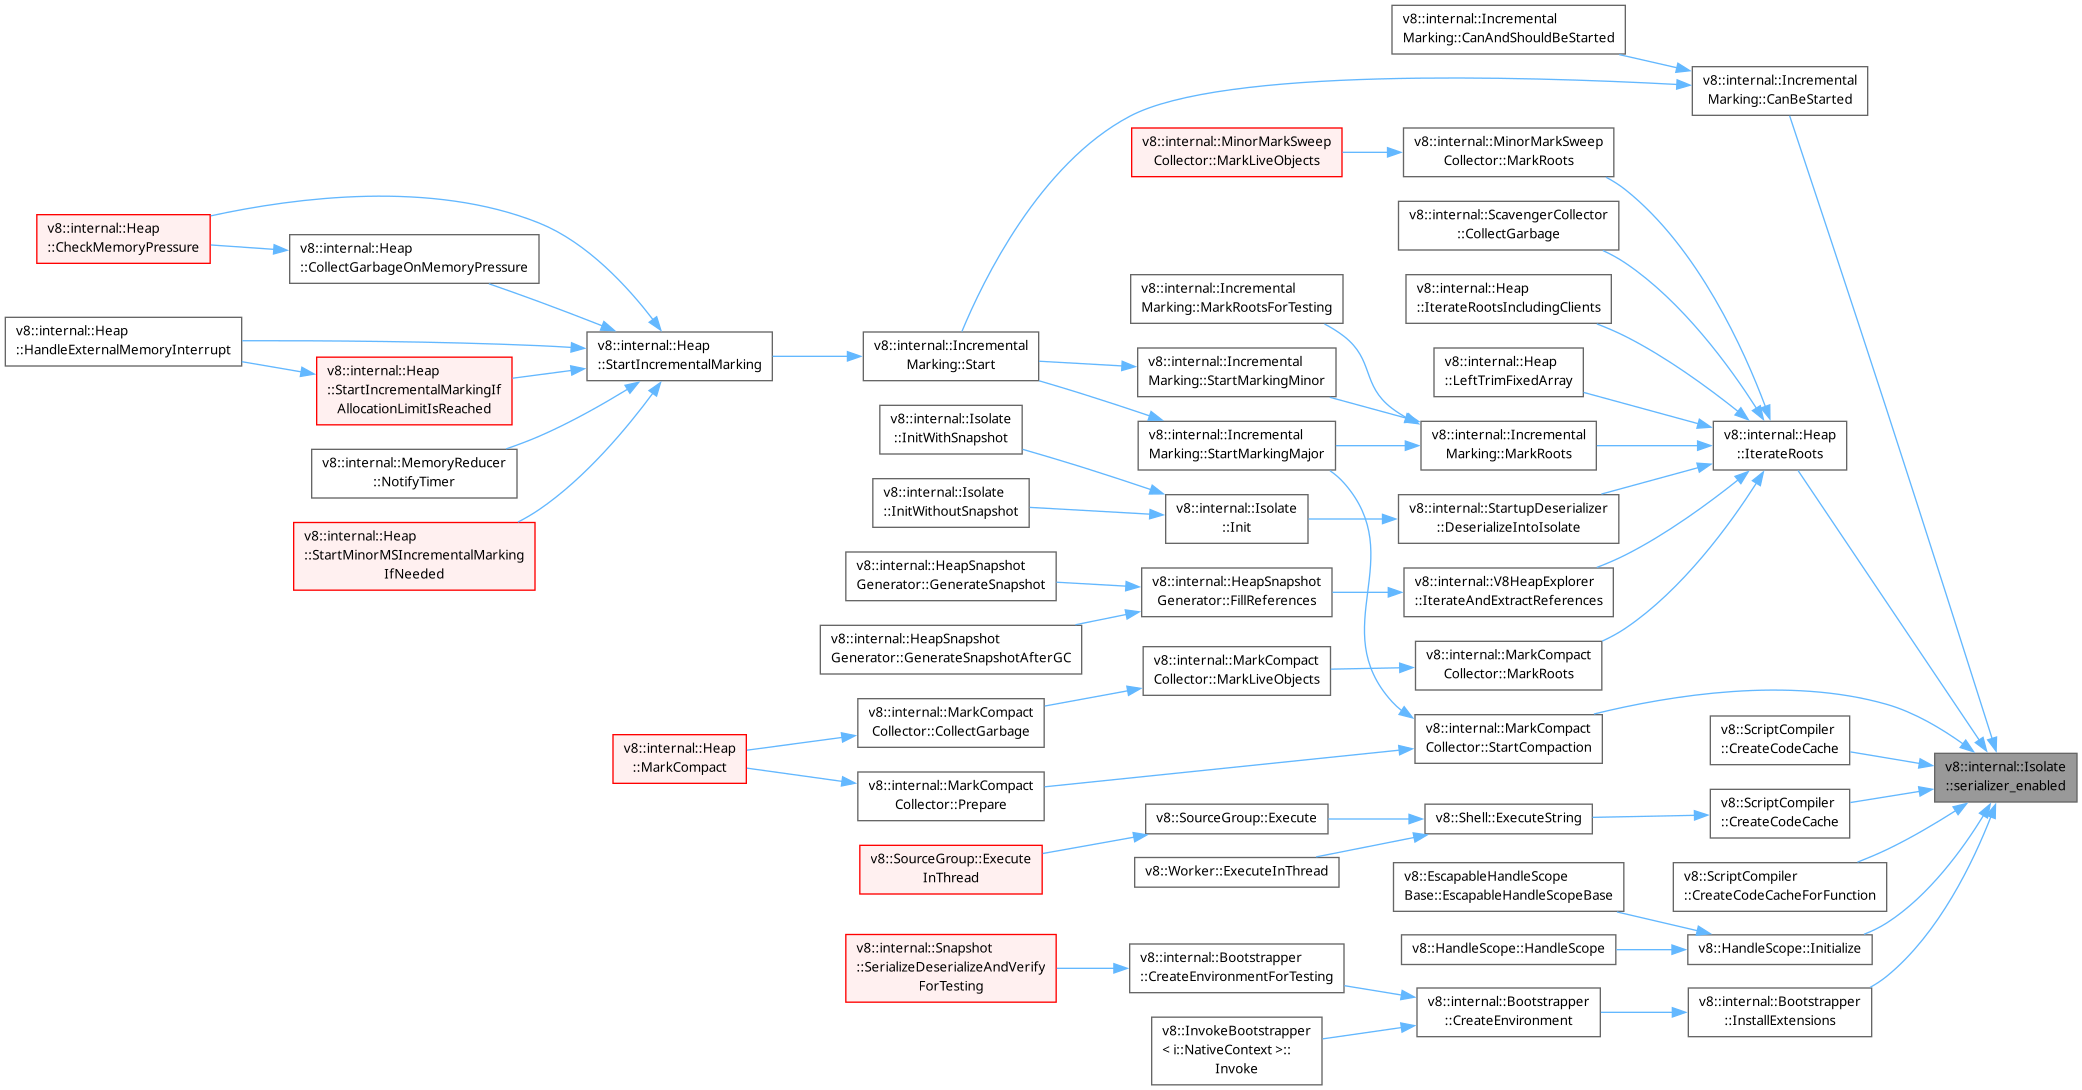 v8::internal::Incremental
Marking::CanAndShouldBeStarted
v8::internal::Incremental
Marking::CanBeStarted
v8::internal::MinorMarkSweep
Collector::MarkLiveObjects
v8::internal::MinorMarkSweep
Collector::MarkRoots
v8::internal::Heap
::CheckMemoryPressure
v8::internal::Heap
::CollectGarbageOnMemoryPressure
v8::internal::ScavengerCollector
::CollectGarbage
v8::internal::Incremental
Marking::MarkRootsForTesting
v8::internal::Heap
::IterateRootsIncludingClients
v8::internal::Heap
::HandleExternalMemoryInterrupt
v8::internal::Heap
::StartIncrementalMarking
v8::internal::Incremental
Marking::Start
v8::internal::Heap
::StartIncrementalMarkingIf
AllocationLimitIsReached
v8::internal::Incremental
Marking::StartMarkingMinor
v8::internal::Heap
::LeftTrimFixedArray
v8::internal::Isolate
::InitWithSnapshot
v8::internal::Incremental
Marking::StartMarkingMajor
v8::internal::Incremental
Marking::MarkRoots
v8::internal::Heap
::IterateRoots
v8::internal::MemoryReducer
::NotifyTimer
v8::internal::Isolate
::InitWithoutSnapshot
v8::internal::Isolate
::Init
v8::internal::StartupDeserializer
::DeserializeIntoIsolate
v8::internal::Heap
::StartMinorMSIncrementalMarking
IfNeeded
v8::internal::HeapSnapshot
Generator::GenerateSnapshot
v8::internal::HeapSnapshot
Generator::FillReferences
v8::internal::V8HeapExplorer
::IterateAndExtractReferences
v8::internal::HeapSnapshot
Generator::GenerateSnapshotAfterGC
v8::internal::MarkCompact
Collector::MarkLiveObjects
v8::internal::MarkCompact
Collector::MarkRoots
v8::internal::MarkCompact
Collector::CollectGarbage
v8::internal::MarkCompact
Collector::StartCompaction
v8::ScriptCompiler
::CreateCodeCache
v8::internal::Heap
::MarkCompact
v8::internal::Isolate
::serializer_enabled
v8::internal::MarkCompact
Collector::Prepare
v8::SourceGroup::Execute
v8::Shell::ExecuteString
v8::ScriptCompiler
::CreateCodeCache
v8::SourceGroup::Execute
InThread
v8::Worker::ExecuteInThread
v8::EscapableHandleScope
Base::EscapableHandleScopeBase
v8::ScriptCompiler
::CreateCodeCacheForFunction
v8::HandleScope::HandleScope
v8::HandleScope::Initialize
v8::internal::Snapshot
::SerializeDeserializeAndVerify
ForTesting
v8::internal::Bootstrapper
::CreateEnvironmentForTesting
v8::internal::Bootstrapper
::CreateEnvironment
v8::internal::Bootstrapper
::InstallExtensions
v8::InvokeBootstrapper
< i::NativeContext >::
Invoke